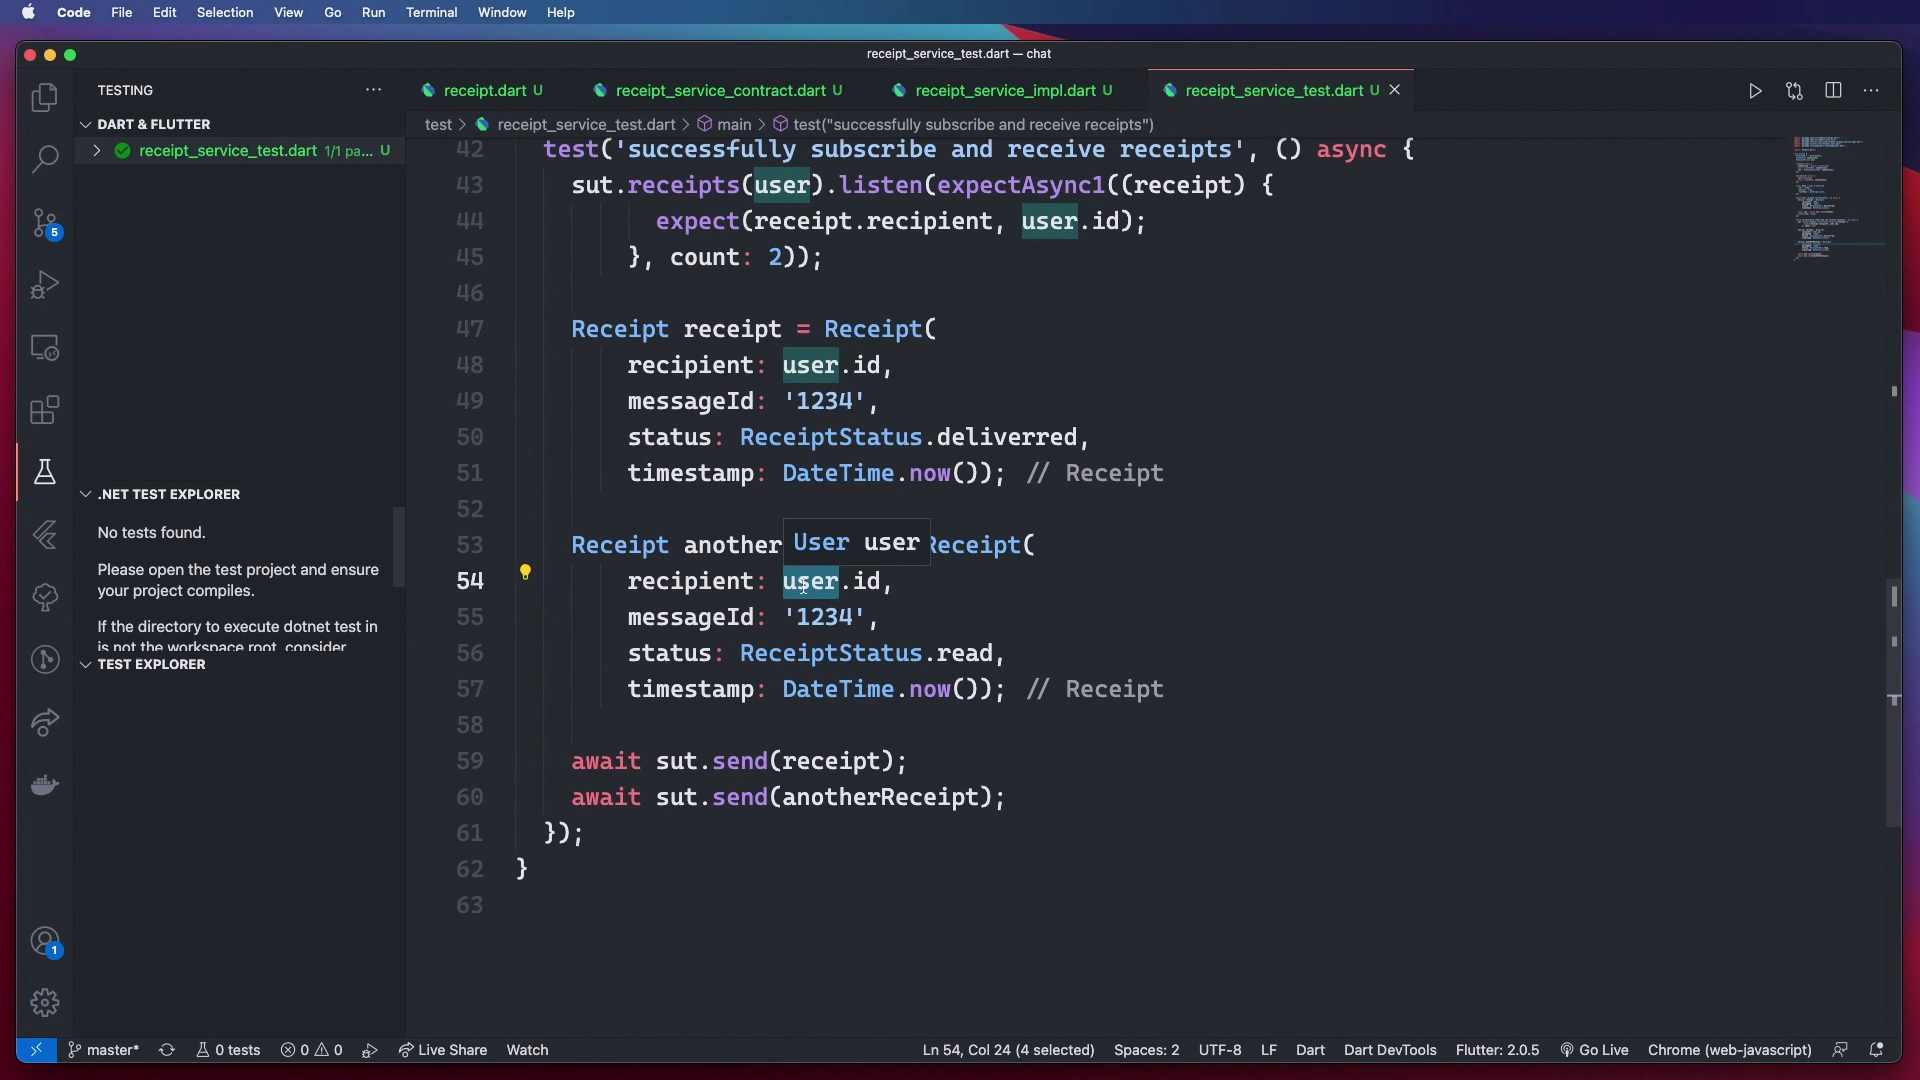 Code File Edit Selection View Go Run Terminal Window Help
receipt_service_test.dart — chat
TESTING
receipt.dart U
receipt_service_contract.dart U
receipt_service_impl.dart U
receipt_service_test.dart U
DART & FLUTTER
test > receipt_service_test.dart > main > test("successfully subscribe and receive receipts")
receipt_service_test.dart 1/1 pa... U
42 test('successfully subscribe and receive receipts', () async {
43 sut.receipts(user).listen(expectAsync1((receipt) {
44 expect(receipt.recipient, user.id);
45 }, count: 2));
46
47 Receipt receipt = Receipt(
48 recipient: user.id,
49 messageId: '1234',
50 status: ReceiptStatus.deliverred,
51 timestamp: DateTime.now()); // Receipt
52
53 Receipt another
User user
Receipt(
54 recipient: user.id,
55 messageId: '1234',
56 status: ReceiptStatus.read,
57 timestamp: DateTime.now()); // Receipt
58
59 await sut.send(receipt);
60 await sut.send(anotherReceipt);
61 });
62 }
63
.NET TEST EXPLORER
No tests found.
Please open the test project and ensure
your project compiles.
If the directory to execute dotnet test in
is not the workspace root, consider
TEST EXPLORER
5
1
master* 0 tests 0 0 Live Share Watch
Ln 54, Col 24 (4 selected) Spaces: 2 UTF-8 LF Dart Dart DevTools Flutter: 2.0.5 Go Live Chrome (web-javascript)